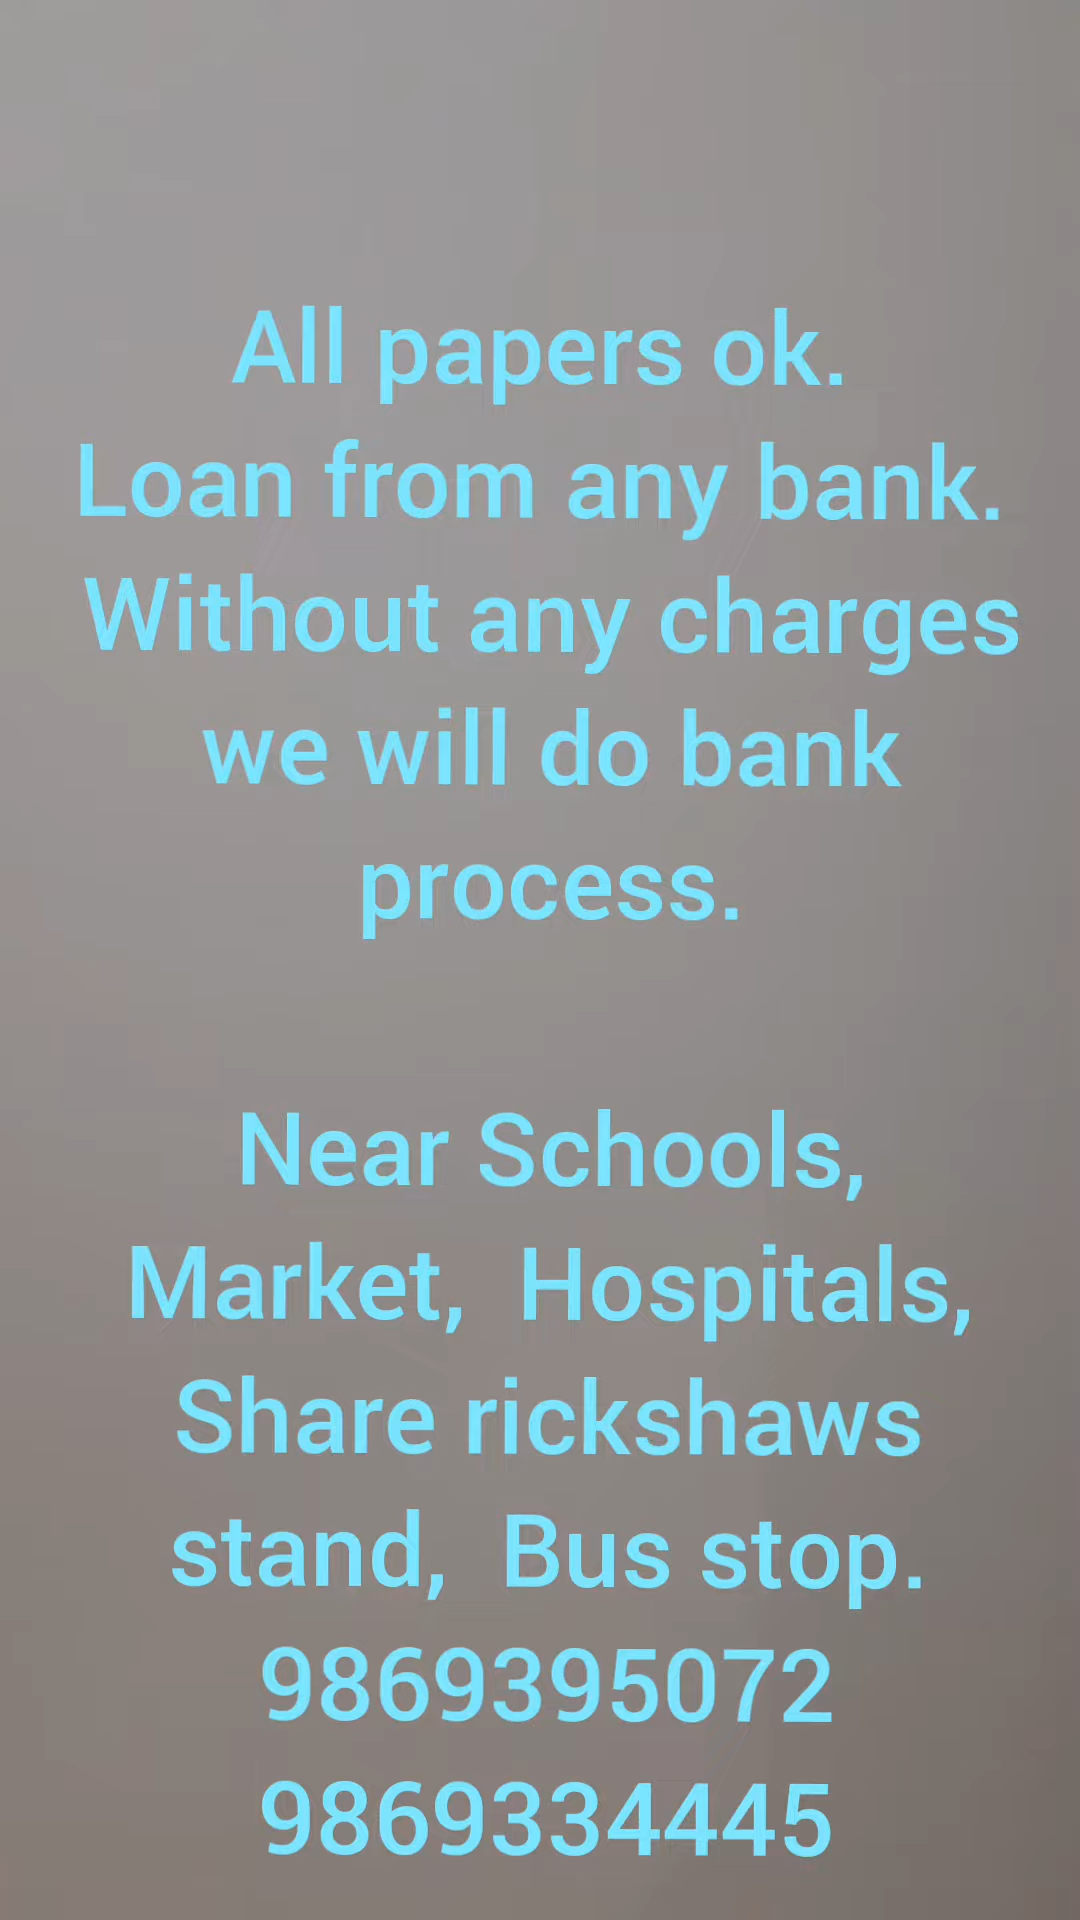 All papers ok.
Loan from any bank.
Without any charges
we will do bank
process.
Near Schools,
Market,  Hospitals,
Share rickshaws
stand,  Bus stop.
9869395072
9869334445